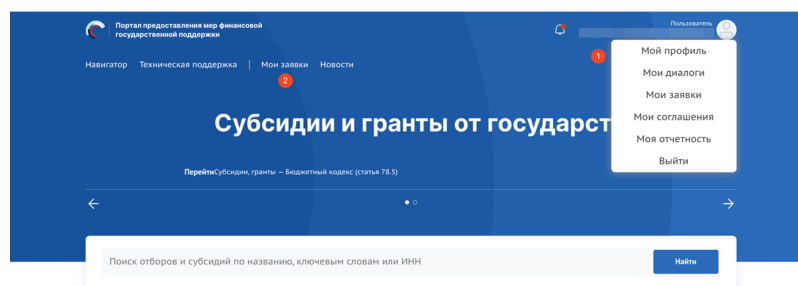 Портал предоставления мер финансовой
государственной поддержки
Пользователь
Навигатор Техническая поддержка | Мои заявки Новости
1
2
Мой профиль
Мои диалоги
Мои заявки
Мои соглашения
Моя отчетность
Выйти
Субсидии и гранты от государст
ПерейтиСубсидии, гранты — Бюджетный кодекс (статья 78.5)
Поиск отборов и субсидий по названию, ключевым словам или ИНН
Найти